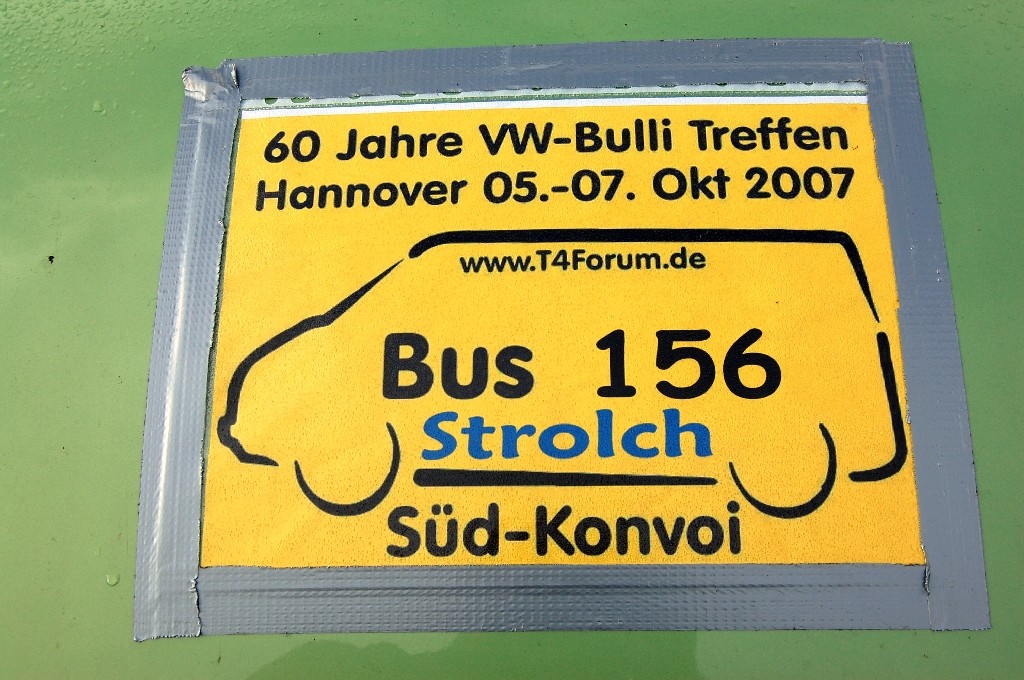 60 Jahre VW-Bulli Treffen
Hannover 05.-07. Okt 2007
www.T4Forum.de
Bus 156
Strolch
Süd-Konvoi